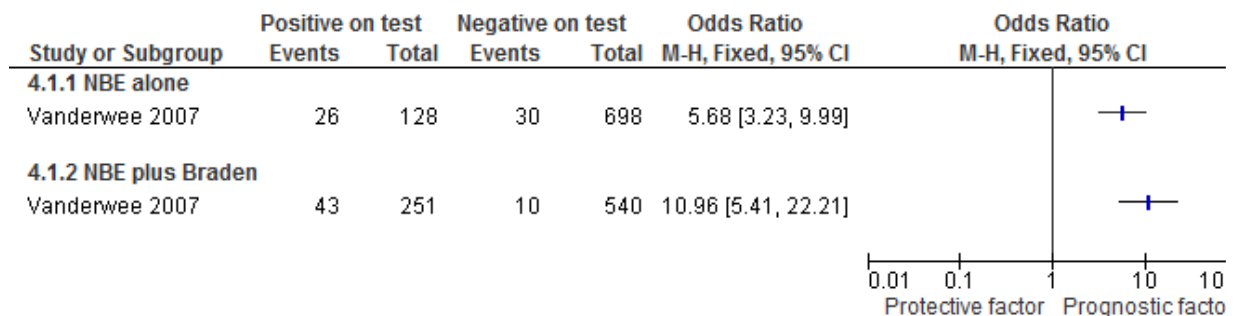 Positive on test Negative on test Odds Ratio Odds Ratio
Study or Subgroup Events Total Events Total M-H, Fixed, 95% CI M-H, Fixed, 95% CI
4.1.1 NBE alone
Vanderwee 2007 26 128 30 698 5.68 [3.23, 9.99]
4.1.2 NBE plus Braden
Vanderwee 2007 43 251 10 540 10.96 [5.41, 22.21]
0.01 0.1 1 10 10
Protective factor Prognostic facto